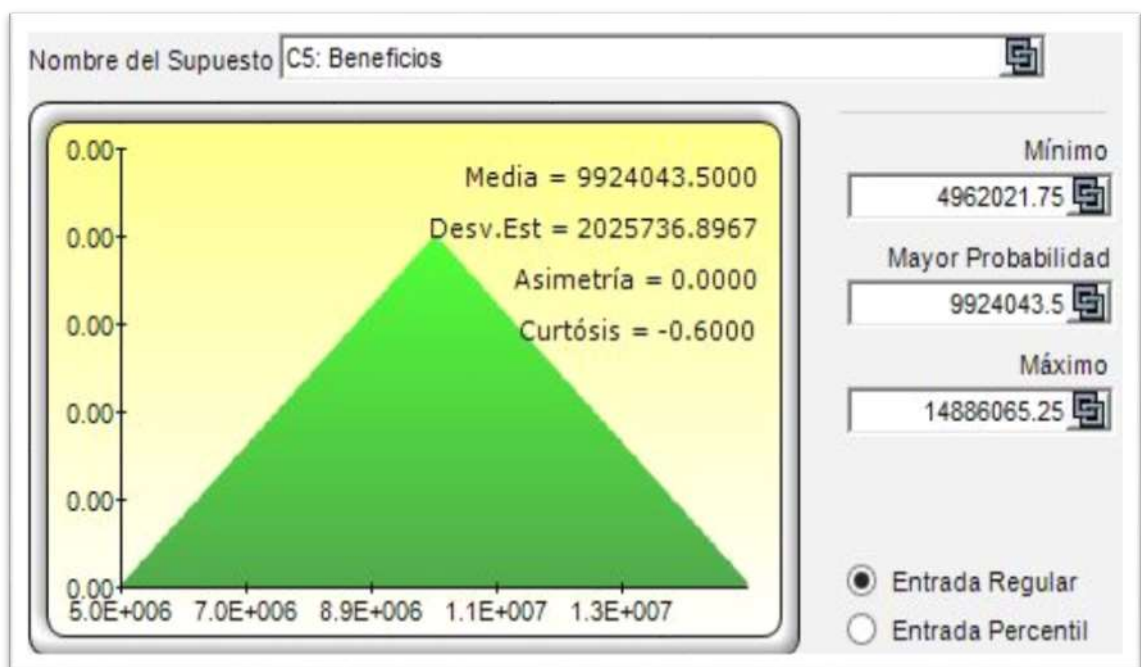 Nombre del Supuesto C5: Beneficios
0.00
0.00
0.00
0.00
0.00
0.00
Media = 9924043.5000
Desv.Est = 2025736.8967
Asimetría = 0.0000
Curtósis = -0.6000
5.0E+006 7.0E+006 8.9E+006 1.1E+007 1.3E+007
Mínimo
4962021.75
Mayor Probabilidad
9924043.5
Máximo
14886065.25
Entrada Regular
Entrada Percentil